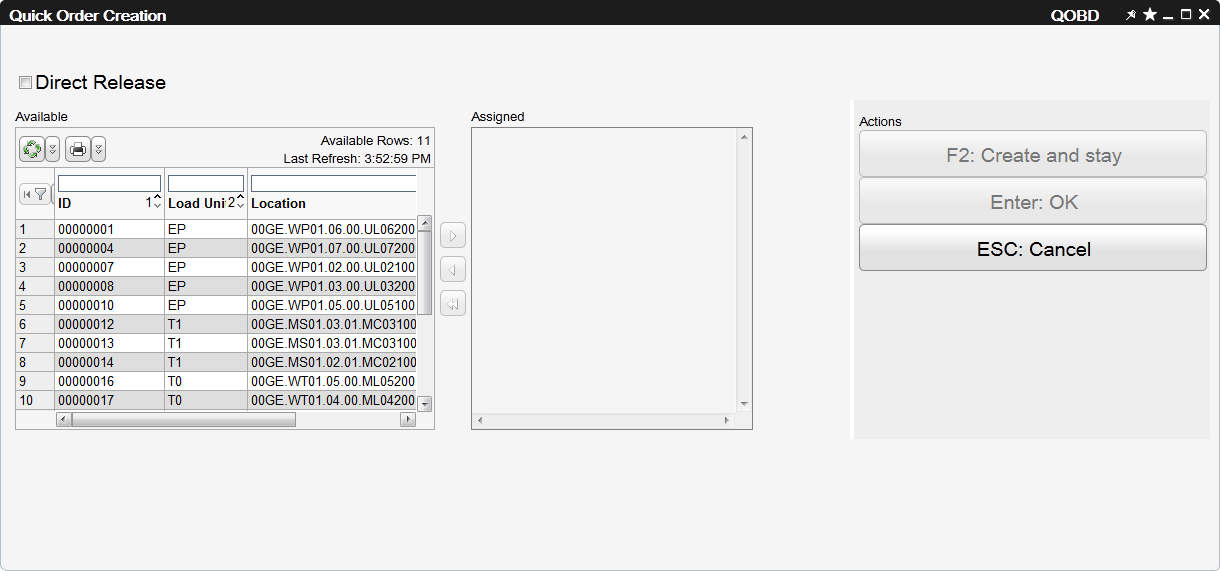 Quick Order Creation QOBD
Direct Release
Available
Available Rows: 11
Last Refresh: 3:52:59 PM
ID 1 Load Uni 2 Location
1 00000001 EP 00GE.WP01.06.00.UL06200
2 00000004 EP 00GE.WP01.07.00.UL07200
3 00000007 EP 00GE.WP01.02.00.UL02100
4 00000008 EP 00GE.WP01.03.00.UL03200
5 00000010 EP 00GE.WP01.05.00.UL05100
6 00000012 T1 00GE.MS01.03.01.MC03100
7 00000013 T1 00GE.MS01.03.01.MC03100
8 00000014 T1 00GE.MS01.02.01.MC02100
9 00000016 T0 00GE.WT01.05.00.ML05200
10 00000017 T0 00GE.WT01.04.00.ML04200
Assigned
Actions
F2: Create and stay
Enter: OK
ESC: Cancel